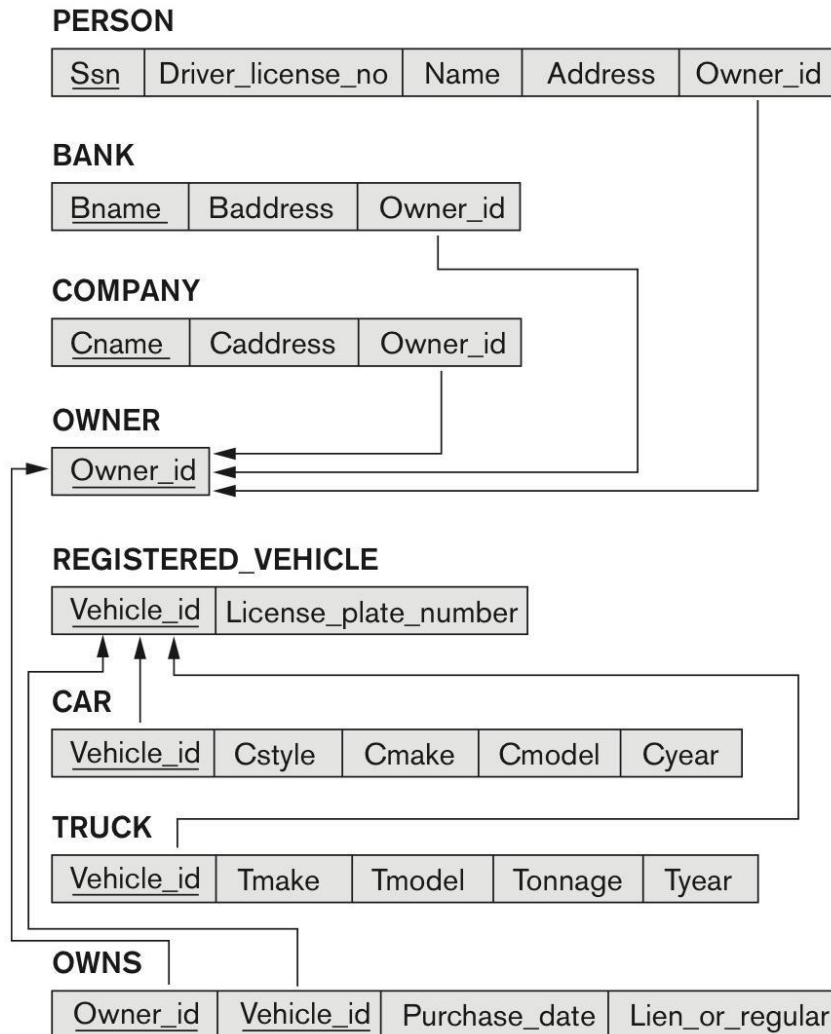 PERSON
Ssn Driver_license_no Name Address Owner_id
BANK
Bname Baddress Owner_id
COMPANY
Cname Caddress Owner_id
OWNER
Owner_id
REGISTERED_VEHICLE
Vehicle_id License_plate_number
CAR
Vehicle_id Cstyle Cmake Cmodel Cyear
TRUCK
Vehicle_id Tmake Tmodel Tonnage Tyear
OWNS
Owner_id Vehicle_id Purchase_date Lien_or_regular